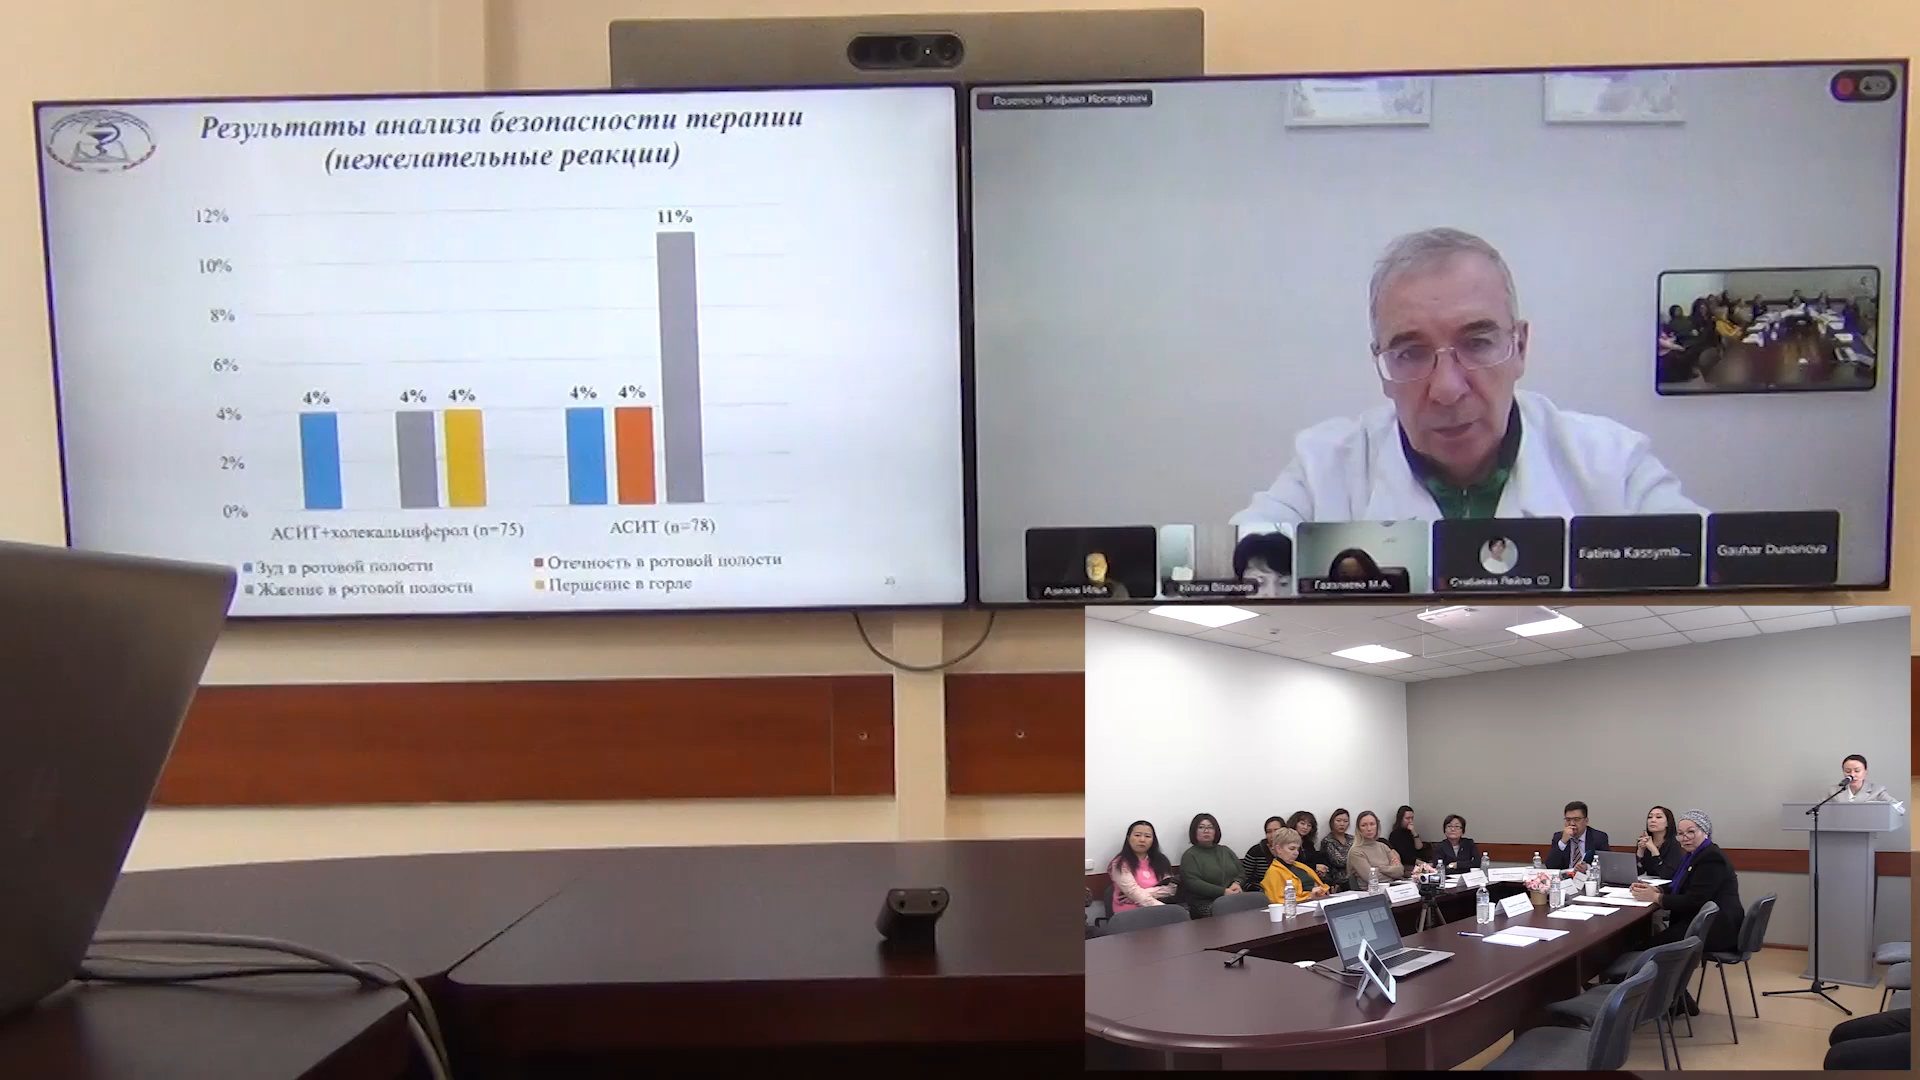 Результаты анализа безопасности терапии
(нежелательные реакции)
12%
10%
8%
6%
4%
2%
0%
4%
4%
4%
4%
4%
11%
АСИТ+холекальциферол (n=75)
АСИТ (n=78)
Зуд в ротовой полости
Отечность в ротовой полости
Жжение в ротовой полости
Першение в горле
Рафаил Иосифович
Fatima Kassymb...
Gauhar Dunenova